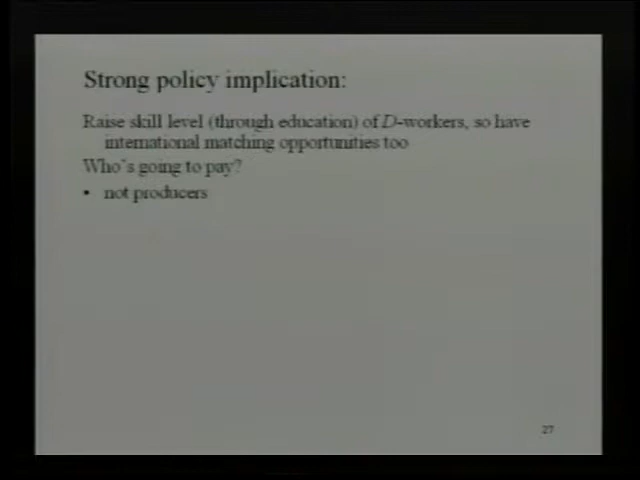 Strong policy implication:
Raise skill level (through education) of D-workers, so have
international matching opportunities too
Who's going to pay?
• not producers
27